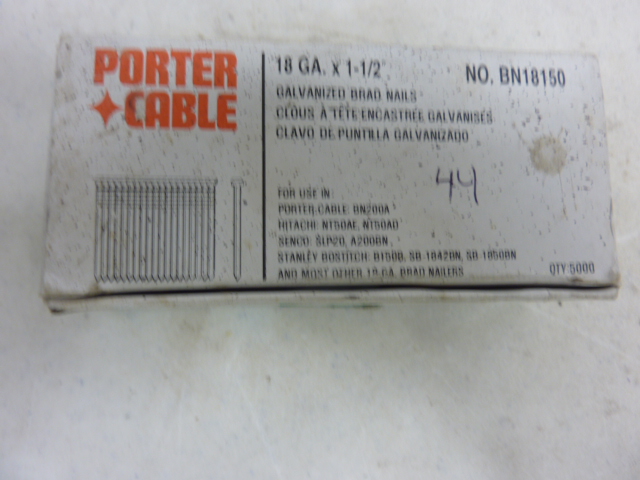 PORTER
CABLE
18 GA. x 1-1/2"
NO. BN18150
GALVANIZED BRAD NAILS
CLOUS À TÊTE ENCASTRÉE GALVANISÉS
CLAVO DE PUNTILLA GALVANIZADO
44
FOR USE IN:
PORTER-CABLE: BN200A
HITACHI: NT50AE, NT50AD
SENCO: SLP20, A200BN
STANLEY BOSTITCH: BT50B, SB-1842BN, SB-1850BN
AND MOST OTHER 18 GA. BRAD NAILERS
QTY:5000